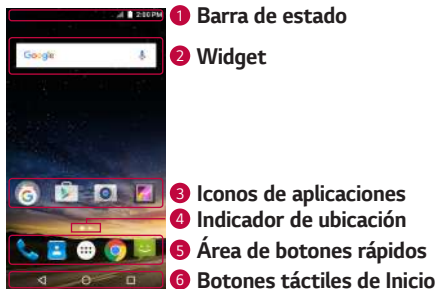 2:00 PM
1 Barra de estado
Google
2 Widget
3 Iconos de aplicaciones
4 Indicador de ubicación
5 Área de botones rápidos
6 Botones táctiles de Inicio